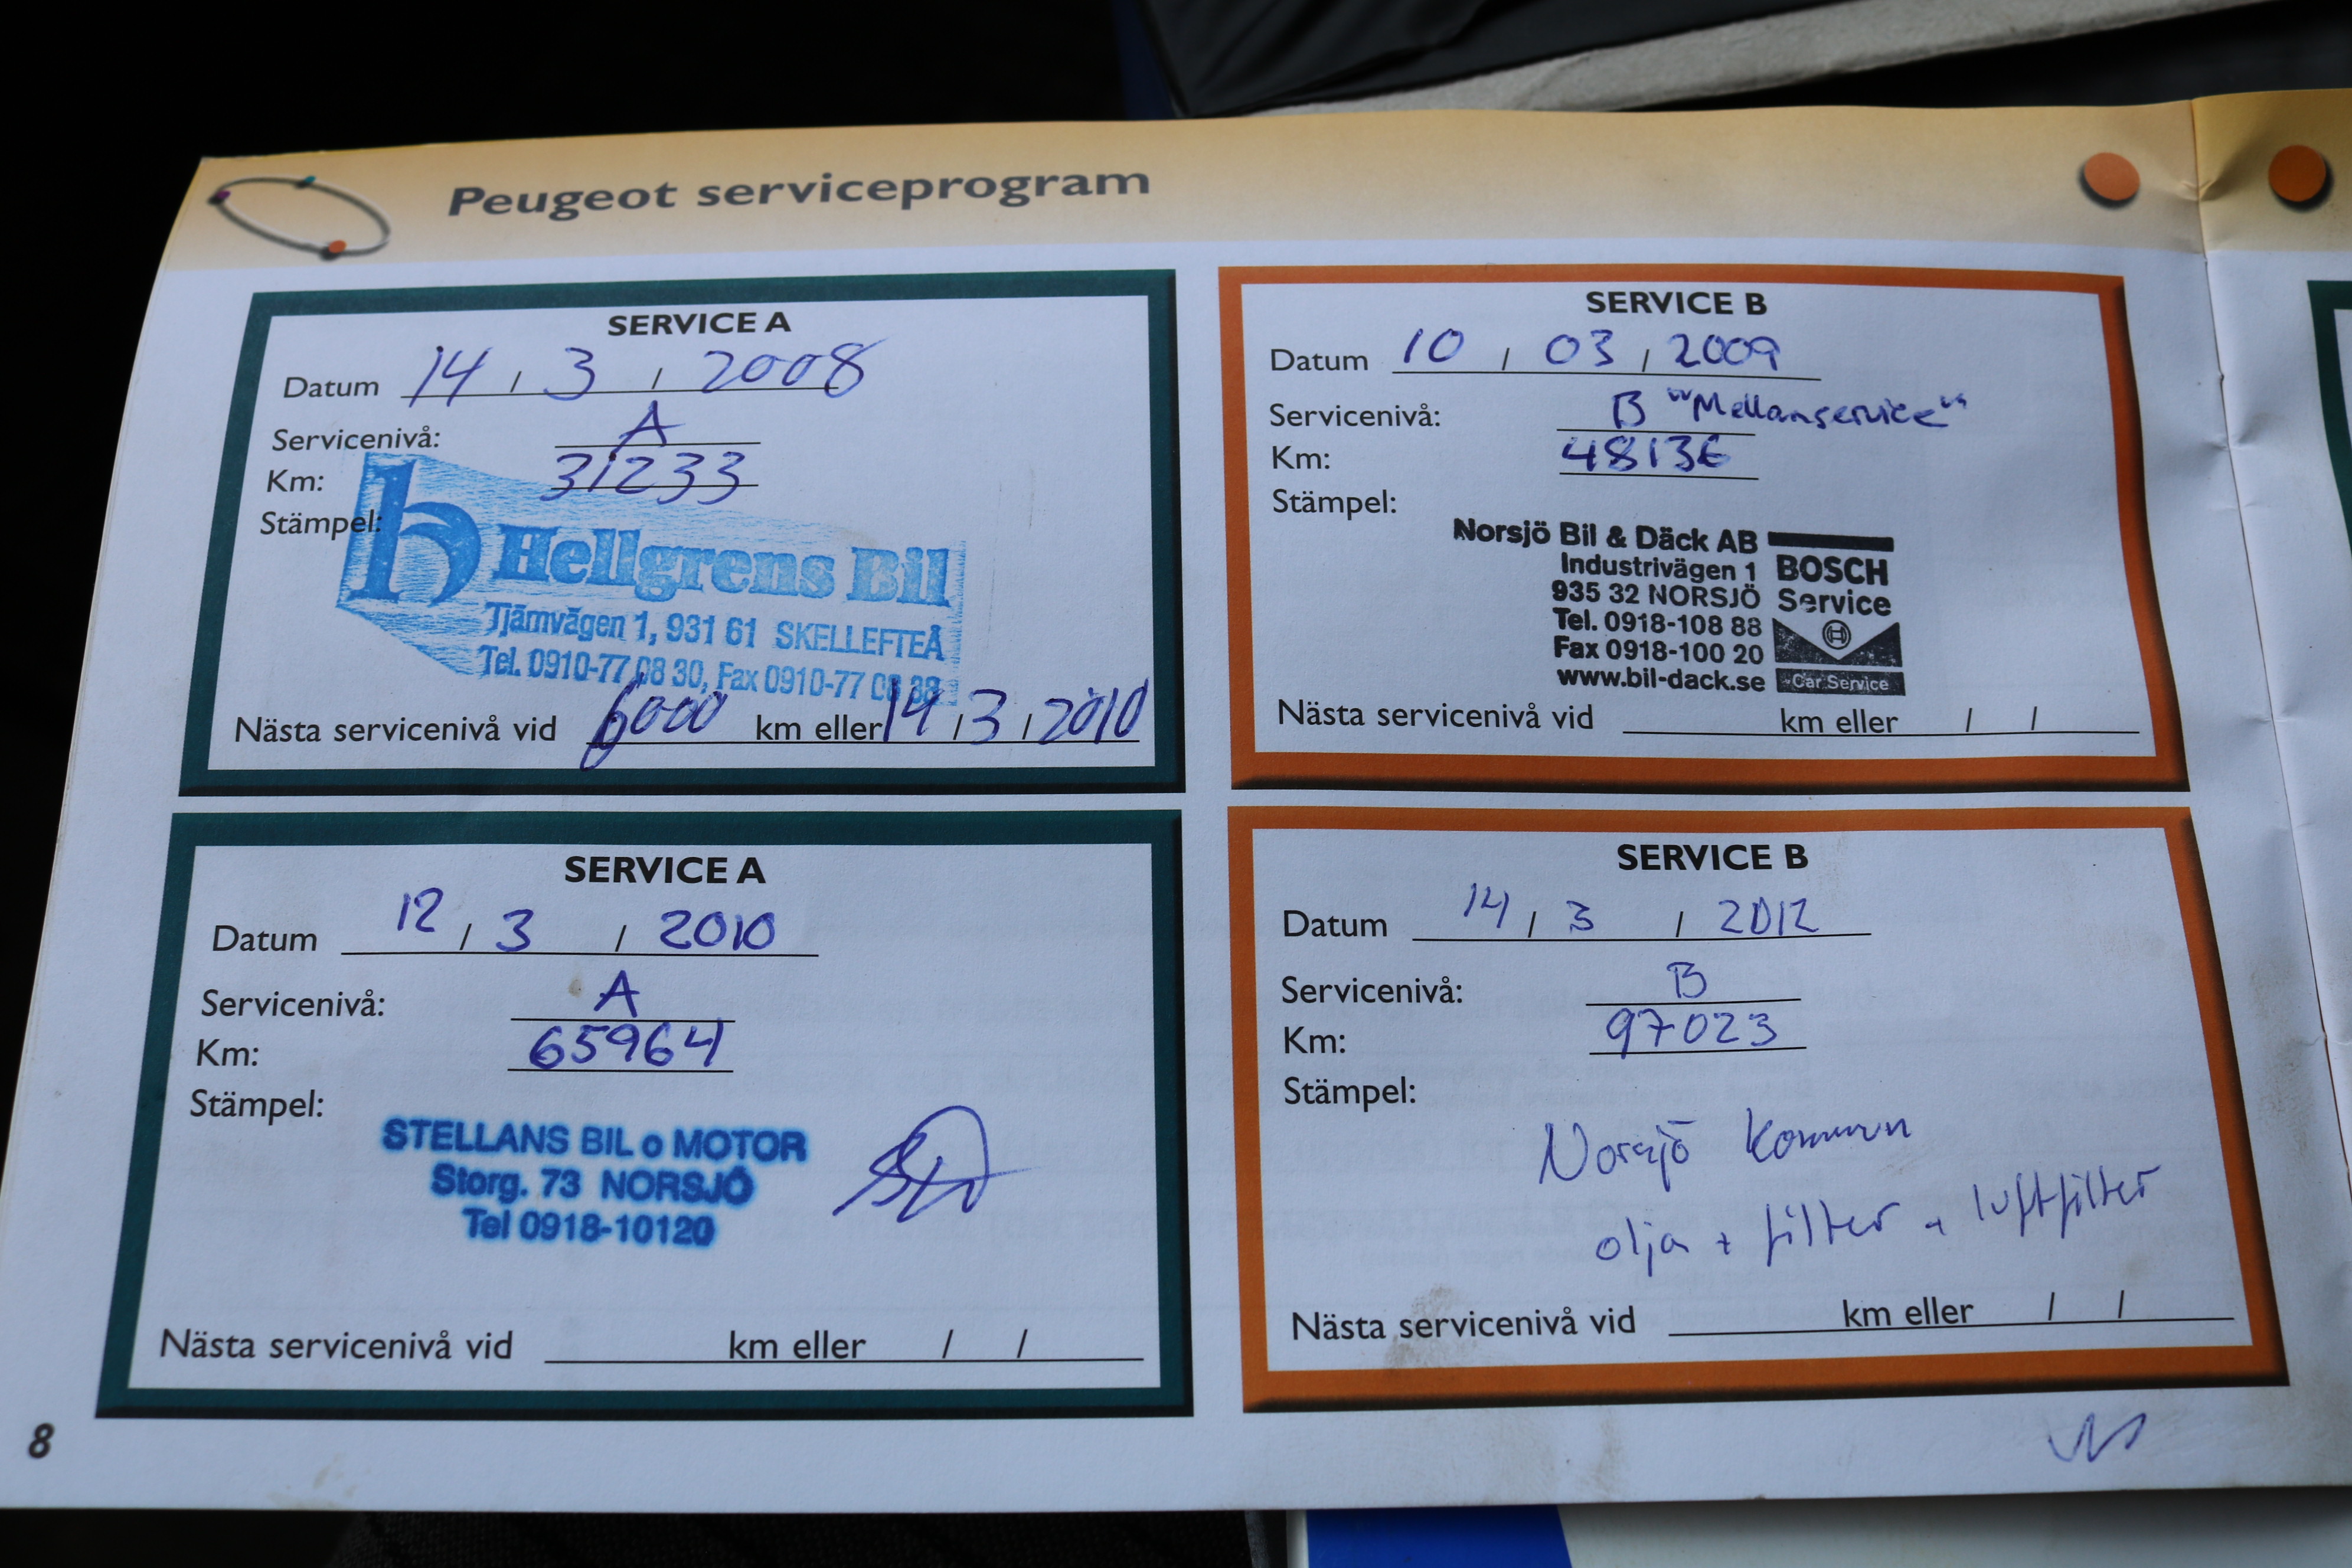 Peugeot serviceprogram
SERVICE A
Datum 14 / 3 / 2008
Servicenivå: A
Km: 31233
Stämpel:
h Hellgrens Bil
Tjärnvägen 1, 931 61 SKELLEFTEÅ
Tel. 0910-77 08 30, Fax 0910-77 08 38
Nästa servicenivå vid 6000 km eller 14 / 3 / 2010
SERVICE B
Datum 10 / 03 / 2009
Servicenivå: B "Mellanservice"
Km: 48136
Stämpel:
Norsjö Bil & Däck AB
Industrivägen 1
935 32 NORSJÖ
Tel. 0918-108 88
Fax 0918-100 20
www.bil-dack.se
BOSCH
Service
Car Service
Nästa servicenivå vid km eller / /
SERVICE A
Datum 12 / 3 / 2010
Servicenivå: A
Km: 65964
Stämpel:
STELLANS BIL o MOTOR
Storg. 73 NORSJÖ
Tel 0918-10120
Nästa servicenivå vid km eller / /
SERVICE B
Datum 14 / 3 / 2012
Servicenivå: B
Km: 97023
Stämpel:
Norsjö Kommun
olja + filter + luftfilter
Nästa servicenivå vid km eller / /
8